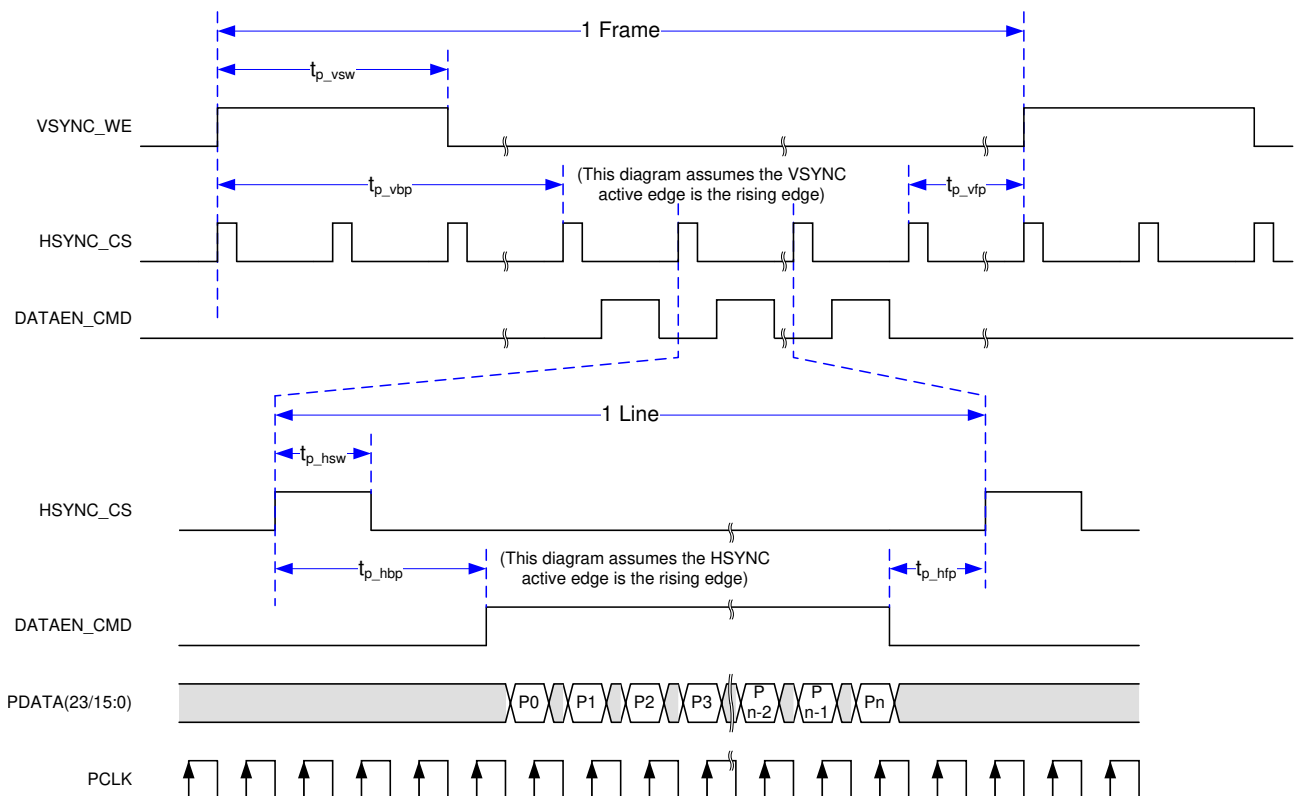 1 Frame
tp_vsw
VSYNC_WE
tp_vbp
(This diagram assumes the VSYNC
active edge is the rising edge)
tp_vfp
HSYNC_CS
DATAEN_CMD
1 Line
tp_hsw
HSYNC_CS
tp_hbp
(This diagram assumes the HSYNC
active edge is the rising edge)
tp_hfp
DATAEN_CMD
PDATA(23/15:0)
P0
P1
P2
P3
P
n-2
P
n-1
Pn
PCLK